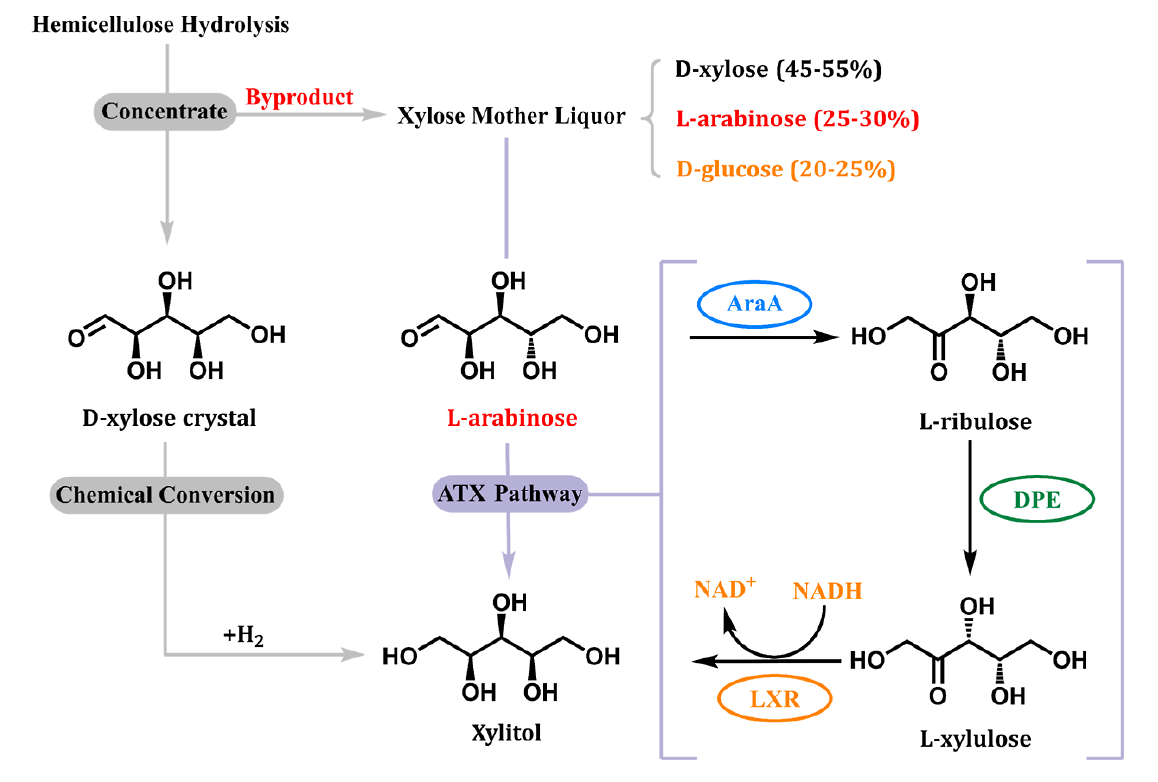 Hemicellulose Hydrolysis
Concentrate
Byproduct
Xylose Mother Liquor
D-xylose (45-55%)
L-arabinose (25-30%)
D-glucose (20-25%)
OH
O
OH
OH
OH
D-xylose crystal
OH
O
OH
OH
OH
L-arabinose
AraA
OH
HO
OH
O
OH
L-ribulose
Chemical Conversion
ATX Pathway
DPE
+H₂
OH
HO
OH
OH
OH
Xylitol
NAD⁺
NADH
LXR
OH
HO
OH
O
OH
L-xylulose